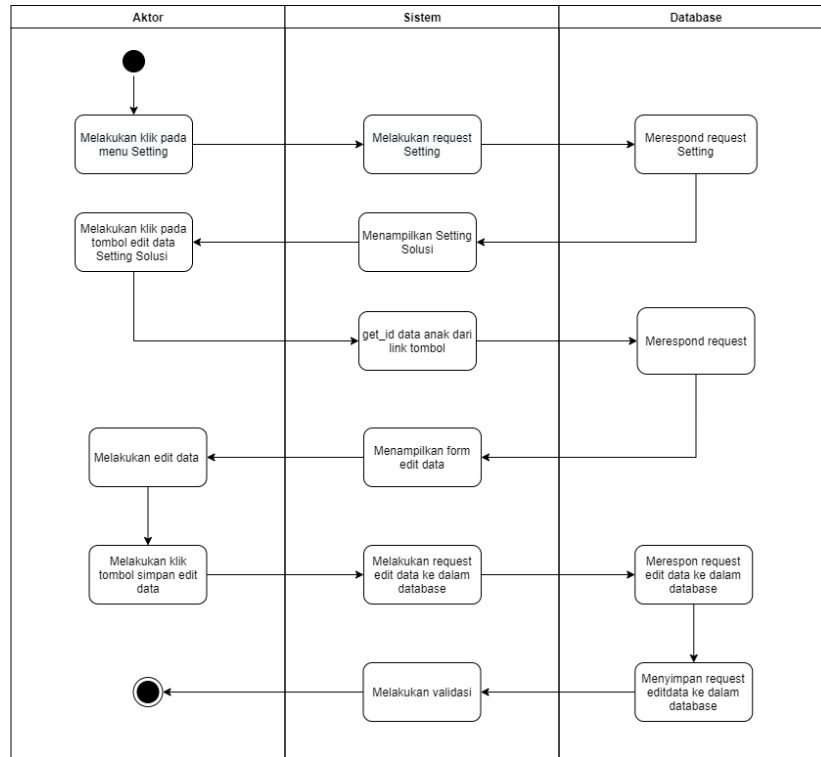 Aktor
Sistem
Database
Melakukan klik pada
menu Setting
Melakukan request
Setting
Merespond request
Setting
Melakukan klik pada
tombol edit data
Setting Solusi
Menampilkan Setting
Solusi
get_id data anak dari
link tombol
Merespond request
Melakukan edit data
Menampilkan form
edit data
Melakukan klik
tombol simpan edit
data
Melakukan request
edit data ke dalam
database
Merespon request
edit data ke dalam
database
Melakukan validasi
Menyimpan request
editdata ke dalam
database